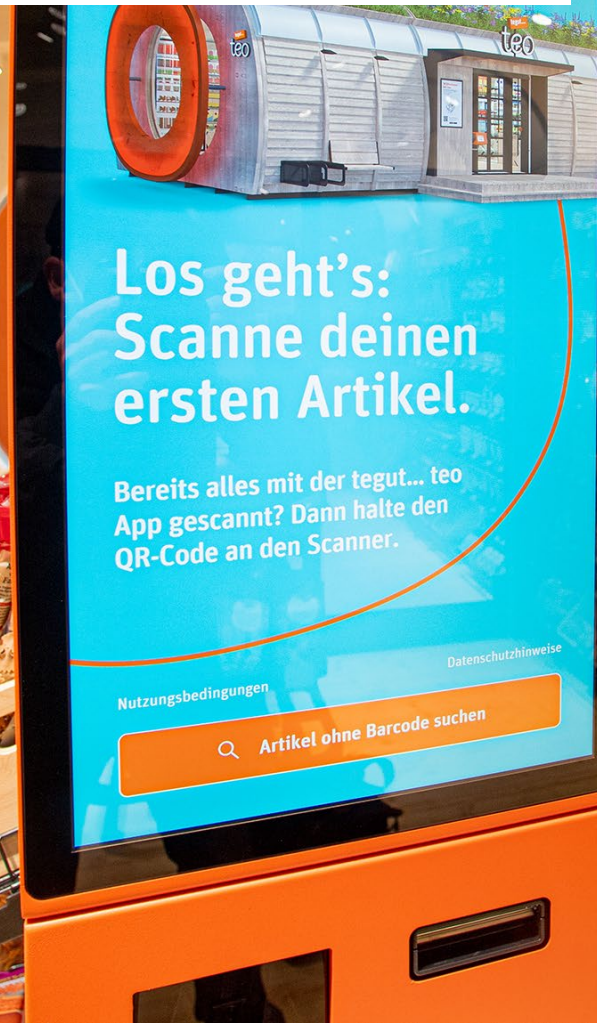 teo
tegut...
teo
Los geht's:
Scanne deinen
ersten Artikel.
Bereits alles mit der tegut... teo
App gescannt? Dann halte den
QR-Code an den Scanner.
Datenschutzhinweise
Nutzungsbedingungen
Artikel ohne Barcode suchen